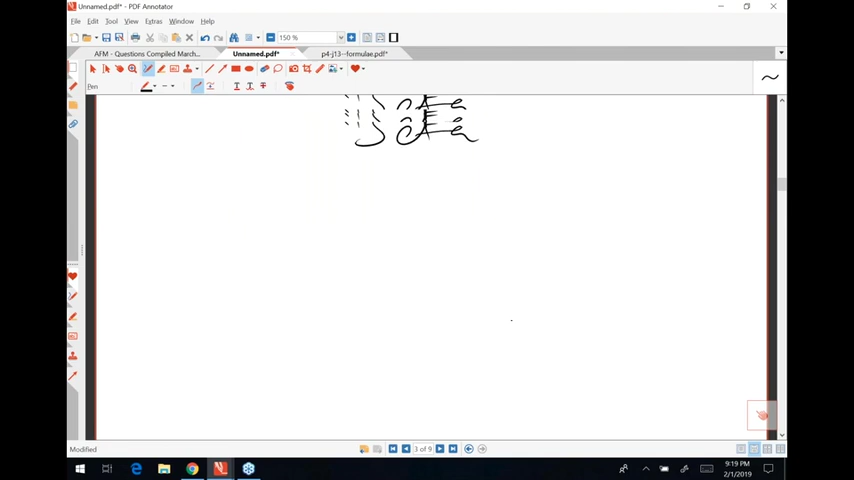 Unnamed.pdf* - PDF Annotator
File Edit Tool View Extras Window Help
150 %
AFM - Questions Compiled March... Unnamed.pdf* p4-j13--formulae.pdf*
Pen
Modified
3 of 9
9:19 PM
2/1/2019